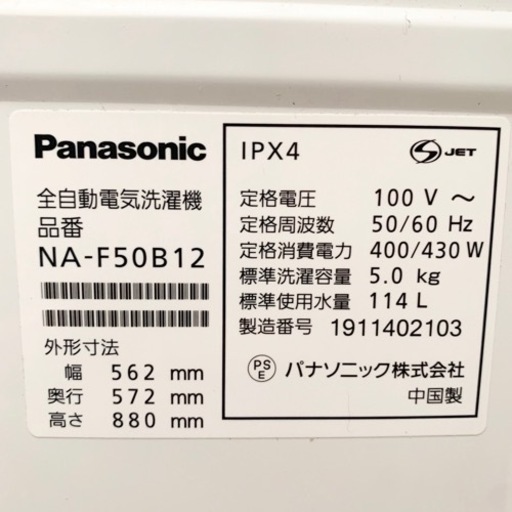 Panasonic
全自動電気洗濯機
品番
NA-F50B12
外形寸法
幅 562 mm
奥行 572 mm
高さ 880 mm
IPX4
S JET
定格電圧 100 V ～
定格周波数 50/60 Hz
定格消費電力 400/430 W
標準洗濯容量 5.0 kg
標準使用水量 114 L
製造番号 1911402103
PS E パナソニック株式会社
中国製